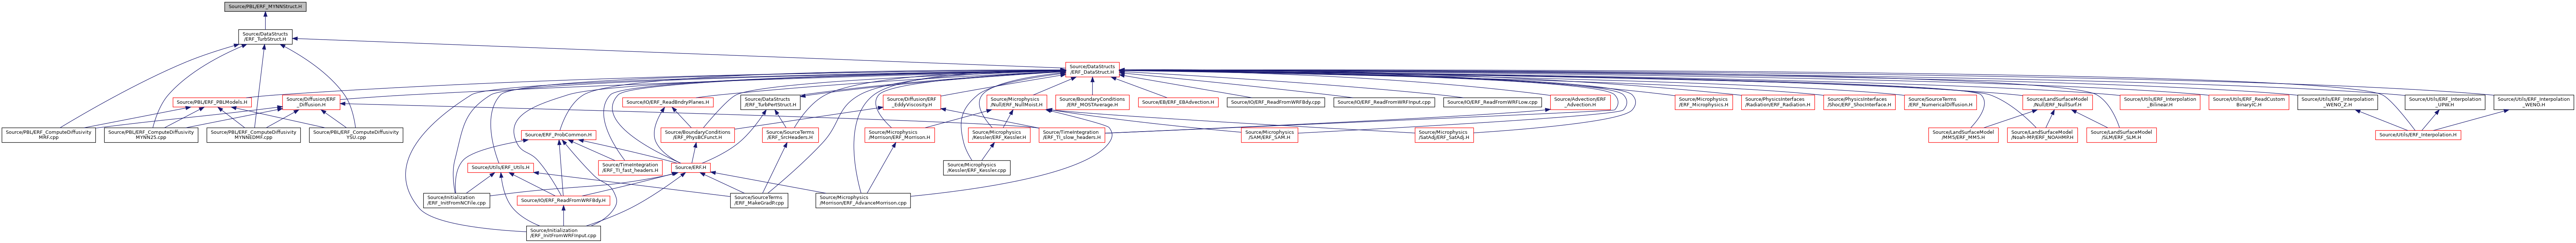 Source/PBL/ERF_MYNNStruct.H
Source/DataStructs
/ERF_TurbStruct.H
Source/DataStructs
/ERF_DataStruct.H
Source/PBL/ERF_PBLModels.H
Source/Diffusion/ERF
_Diffusion.H
Source/IO/ERF_ReadBndryPlanes.H
Source/DataStructs
/ERF_TurbPertStruct.H
Source/Diffusion/ERF
_EddyViscosity.H
Source/Microphysics
/Null/ERF_NullMoist.H
Source/BoundaryConditions
/ERF_MOSTAverage.H
Source/EB/ERF_EBAdvection.H
Source/IO/ERF_ReadFromWRFBdy.cpp
Source/IO/ERF_ReadFromWRFInput.cpp
Source/IO/ERF_ReadFromWRFLow.cpp
Source/Advection/ERF
_Advection.H
Source/Microphysics
/ERF_Microphysics.H
Source/PhysicsInterfaces
/Radiation/ERF_Radiation.H
Source/PhysicsInterfaces
/Shoc/ERF_ShocInterface.H
Source/SourceTerms
/ERF_NumericalDiffusion.H
Source/LandSurfaceModel
/Null/ERF_NullSurf.H
Source/Utils/ERF_Interpolation
_Bilinear.H
Source/Utils/ERF_ReadCustom
BinaryIC.H
Source/Utils/ERF_Interpolation
_WENO_Z.H
Source/Utils/ERF_Interpolation
_UPW.H
Source/Utils/ERF_Interpolation
_WENO.H
Source/PBL/ERF_ComputeDiffusivity
MRF.cpp
Source/PBL/ERF_ComputeDiffusivity
MYNN25.cpp
Source/PBL/ERF_ComputeDiffusivity
MYNNEDMF.cpp
Source/PBL/ERF_ComputeDiffusivity
YSU.cpp
Source/ERF_ProbCommon.H
Source/BoundaryConditions
/ERF_PhysBCFunct.H
Source/SourceTerms
/ERF_SrcHeaders.H
Source/Microphysics
/Morrison/ERF_Morrison.H
Source/Microphysics
/Kessler/ERF_Kessler.H
Source/TimeIntegration
/ERF_TI_slow_headers.H
Source/Microphysics
/SAM/ERF_SAM.H
Source/Microphysics
/SatAdj/ERF_SatAdj.H
Source/LandSurfaceModel
/MM5/ERF_MM5.H
Source/LandSurfaceModel
/Noah-MP/ERF_NOAHMP.H
Source/LandSurfaceModel
/SLM/ERF_SLM.H
Source/Utils/ERF_Interpolation.H
Source/Utils/ERF_Utils.H
Source/TimeIntegration
/ERF_TI_fast_headers.H
Source/ERF.H
Source/Microphysics
/Kessler/ERF_Kessler.cpp
Source/Initialization
/ERF_InitFromNCFile.cpp
Source/IO/ERF_ReadFromWRFBdy.H
Source/SourceTerms
/ERF_MakeGradP.cpp
Source/Microphysics
/Morrison/ERF_AdvanceMorrison.cpp
Source/Initialization
/ERF_InitFromWRFInput.cpp